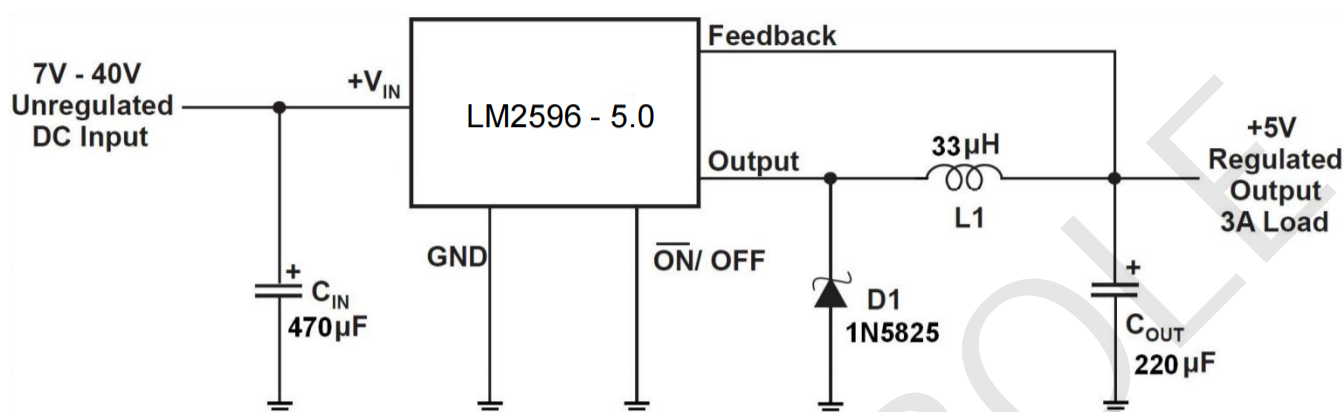 7V - 40V
Unregulated
DC Input
+VIN
LM2596 - 5.0
Feedback
Output
GND
ON/ OFF
CIN
470µF
33µH
L1
D1
1N5825
COUT
220µF
+5V
Regulated
Output
3A Load
+
+